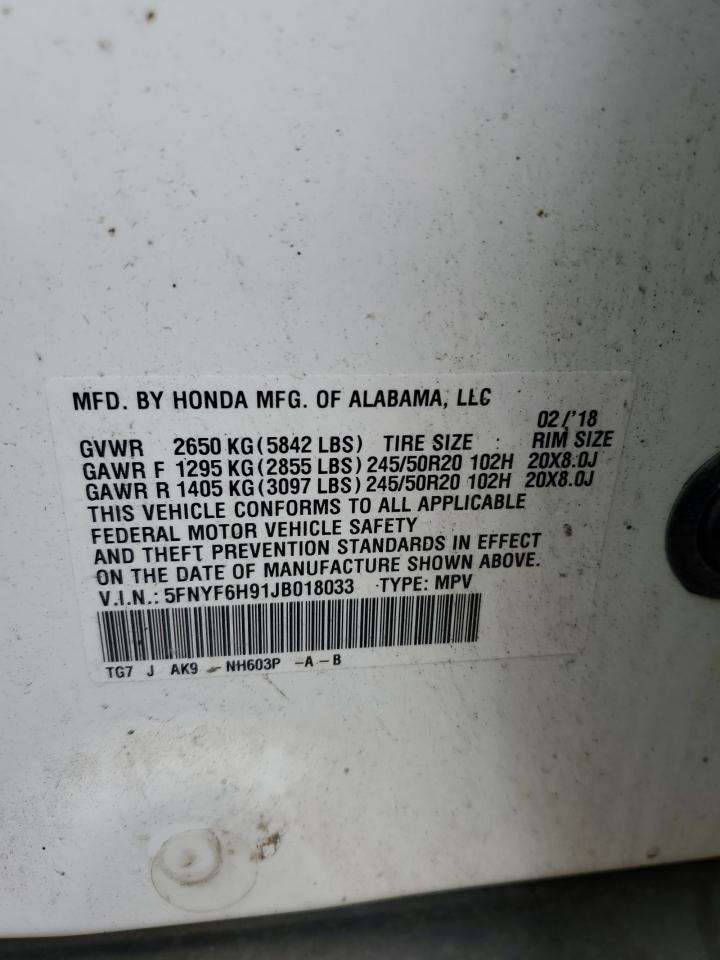 MFD. BY HONDA MFG. OF ALABAMA, LLC
02/'18
GVWR 2650 KG (5842 LBS) TIRE SIZE RIM SIZE
GAWR F 1295 KG (2855 LBS) 245/50R20 102H 20X8.0J
GAWR R 1405 KG (3097 LBS) 245/50R20 102H 20X8.0J
THIS VEHICLE CONFORMS TO ALL APPLICABLE
FEDERAL MOTOR VEHICLE SAFETY
AND THEFT PREVENTION STANDARDS IN EFFECT
ON THE DATE OF MANUFACTURE SHOWN ABOVE.
V.I.N.: 5FNYF6H91JB018033 TYPE: MPV
TG7 J AK9 - NH603P -A - B